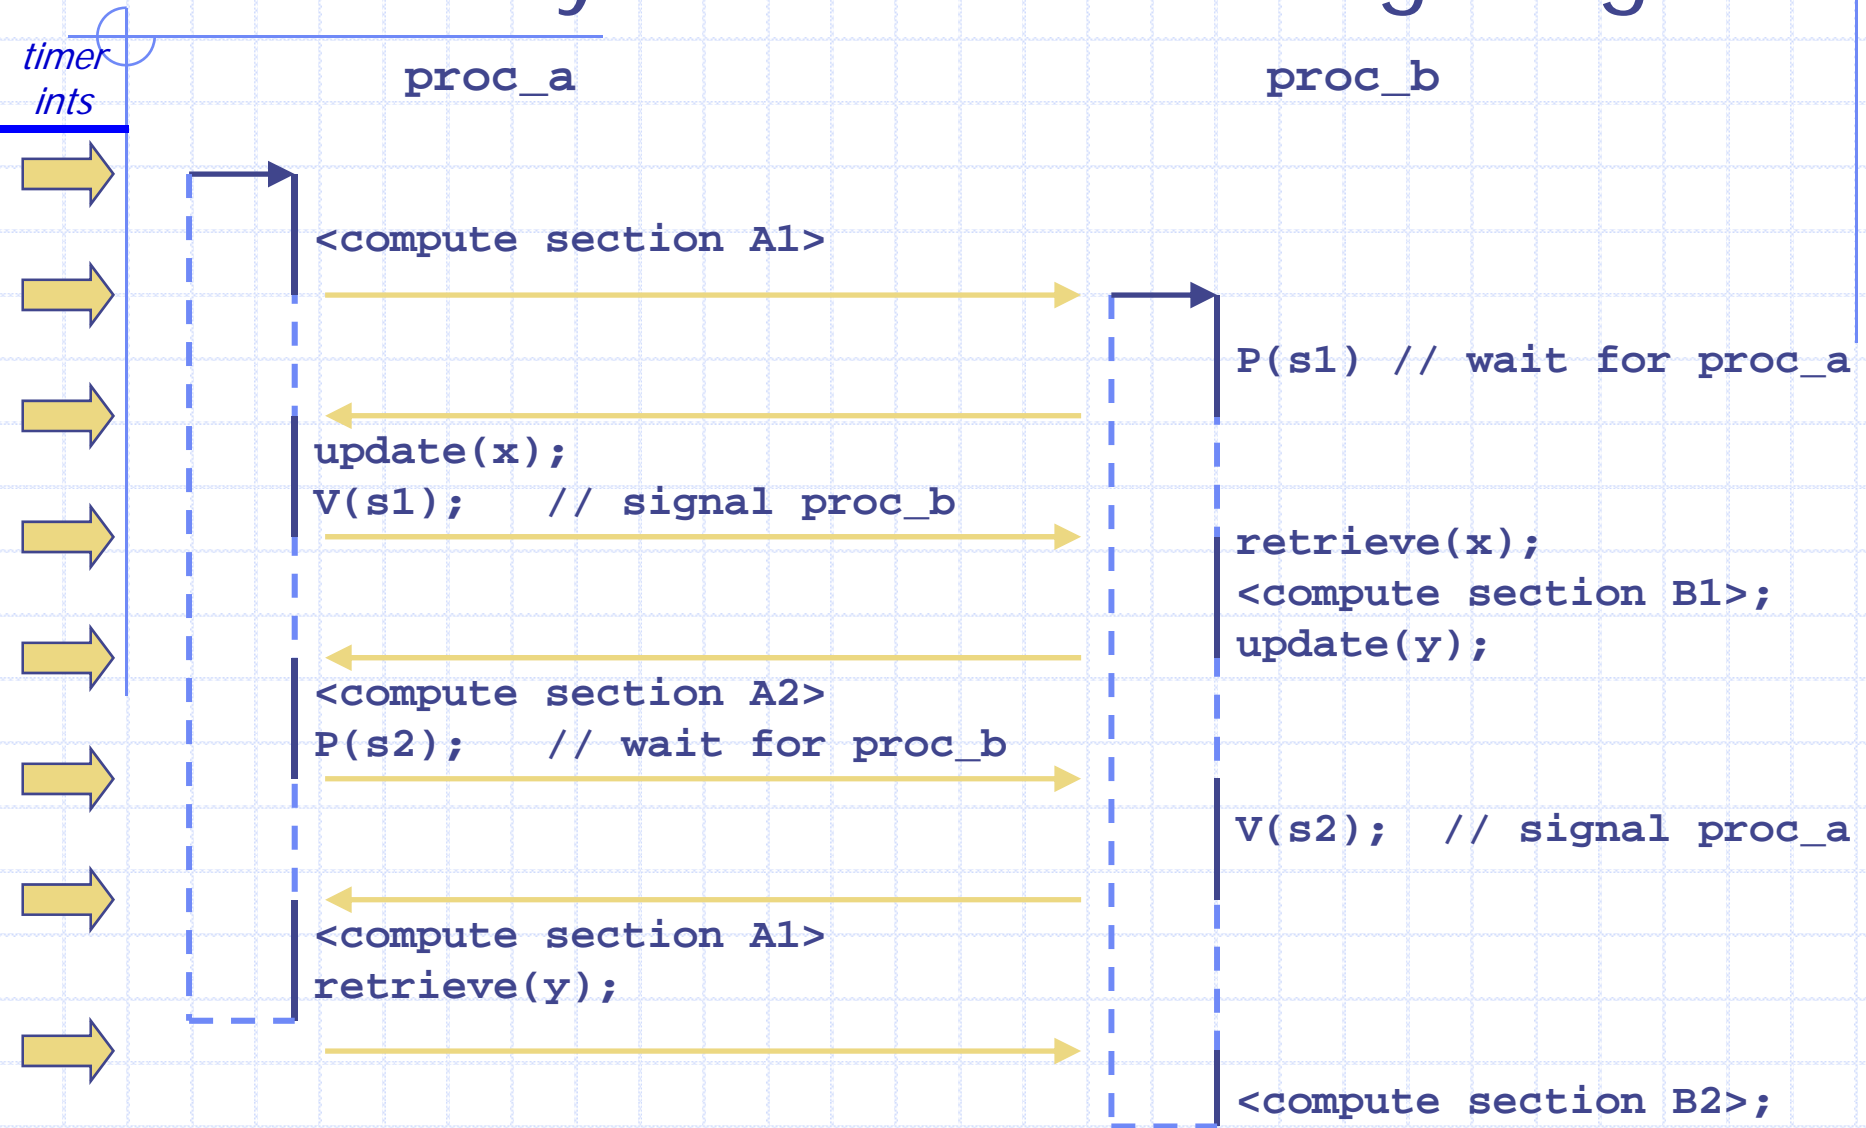 timer
ints
proc_a
proc_b
<compute section A1>
P(s1) // wait for proc_a
update(x);
V(s1);   // signal proc_b
retrieve(x);
<compute section B1>;
update(y);
<compute section A2>
P(s2);   // wait for proc_b
V(s2);  // signal proc_a
<compute section A1>
retrieve(y);
<compute section B2>;